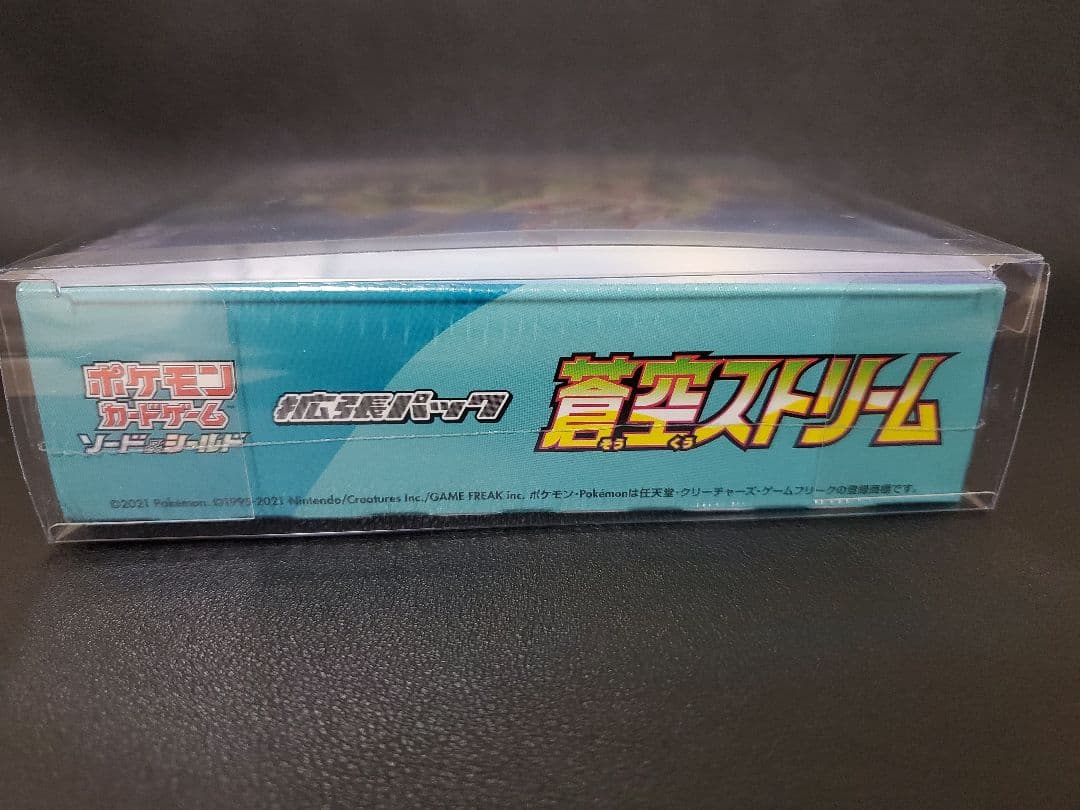 ポケモン
カードゲーム
ソード&シールド
拡張パック
蒼空ストリーム
そう くう
©2021 Pokémon. ©1995-2021 Nintendo/Creatures Inc./GAME FREAK inc. ポケモン・Pokémonは任天堂・クリーチャーズ・ゲームフリークの登録商標です。